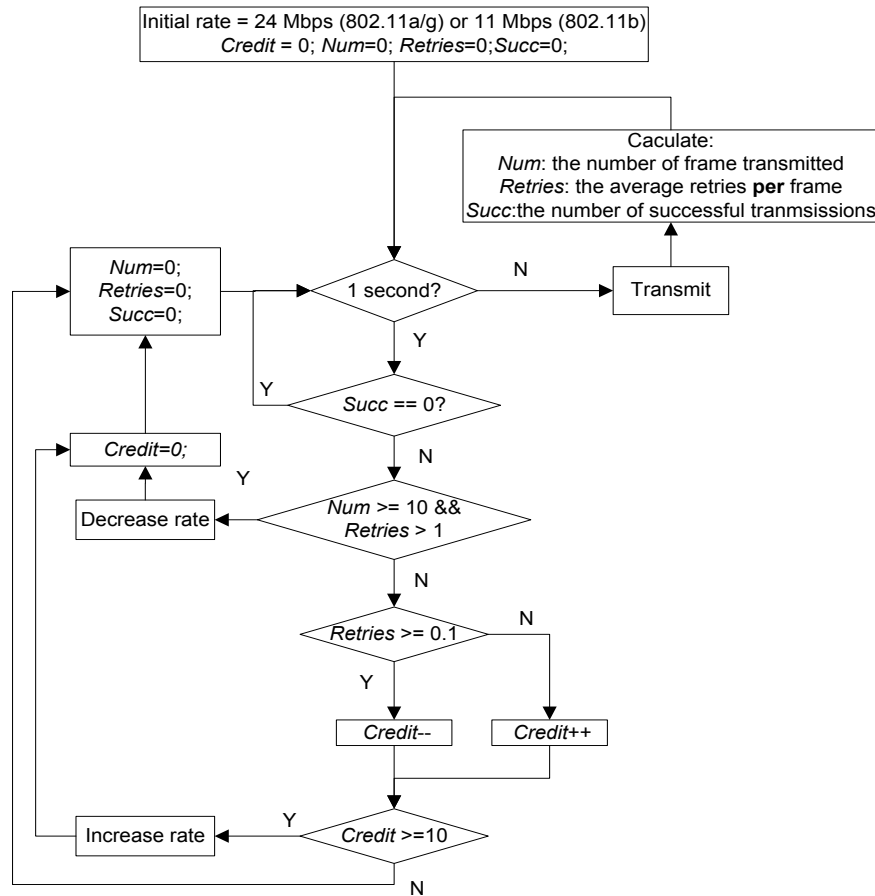 Initial rate = 24 Mbps (802.11a/g) or 11 Mbps (802.11b)
Credit = 0; Num=0; Retries=0;Succ=0;
Caculate:
Num: the number of frame transmitted
Retries: the average retries per frame
Succ:the number of successful tranmsissions
Num=0;
Retries=0;
Succ=0;
1 second?
N
Transmit
Y
Y
Succ == 0?
Credit=0;
N
Y
Decrease rate
Num >= 10 &&
Retries > 1
N
Retries >= 0.1
N
Y
Credit--
Credit++
Increase rate
Y
Credit >=10
N